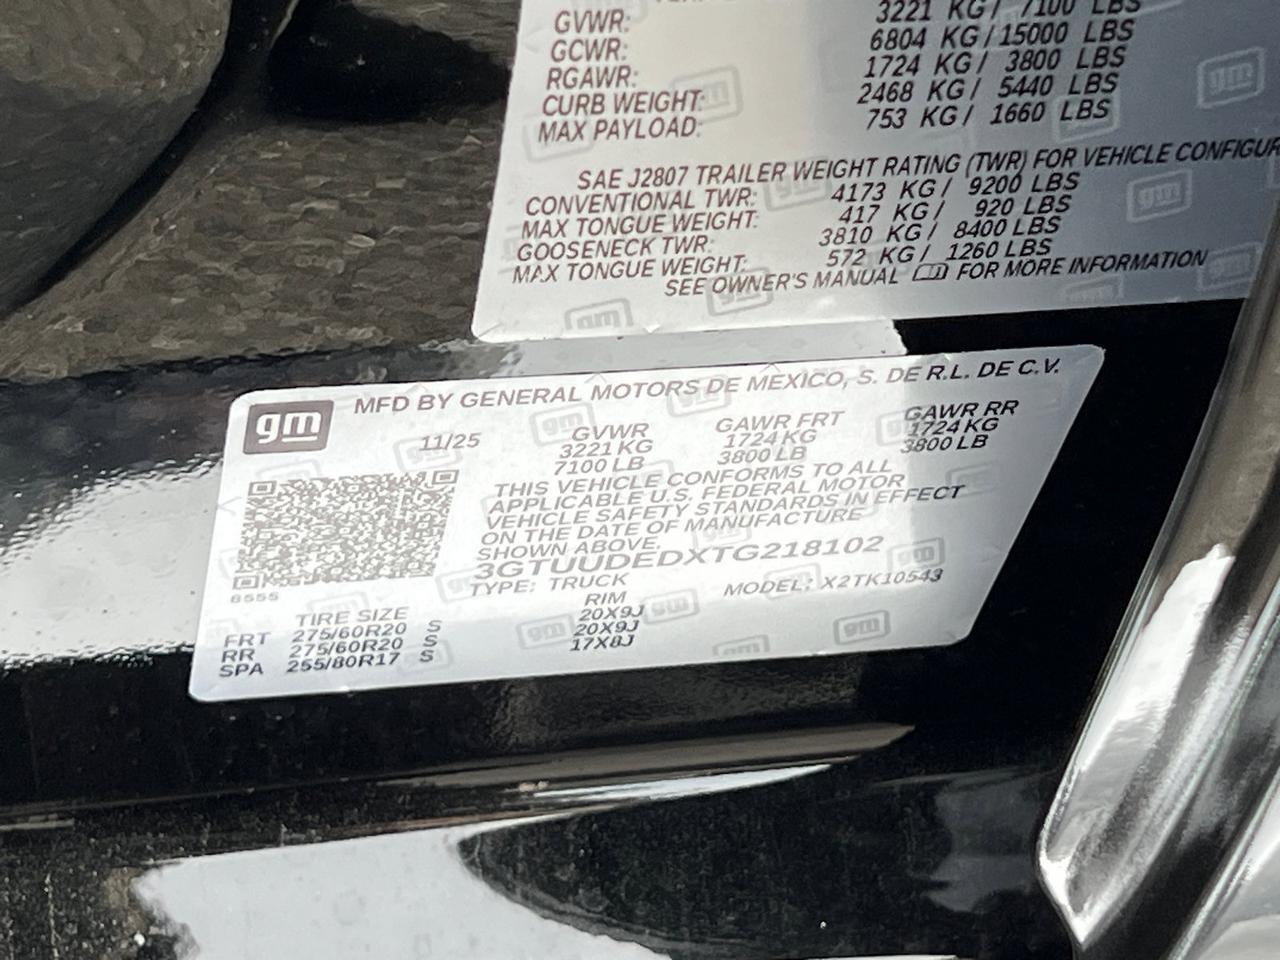 GVWR: 3221 KG / 7100 LBS
GCWR: 6804 KG / 15000 LBS
RGAWR: 1724 KG / 3800 LBS
CURB WEIGHT: 2468 KG / 5440 LBS
MAX PAYLOAD: 753 KG / 1660 LBS
SAE J2807 TRAILER WEIGHT RATING (TWR) FOR VEHICLE CONFIGUR
CONVENTIONAL TWR: 4173 KG / 9200 LBS
MAX TONGUE WEIGHT: 417 KG / 920 LBS
GOOSENECK TWR: 3810 KG / 8400 LBS
MAX TONGUE WEIGHT: 572 KG / 1260 LBS
SEE OWNER'S MANUAL FOR MORE INFORMATION
gm MFD BY GENERAL MOTORS DE MEXICO, S. DE R.L. DE C.V.
11/25 GVWR GAWR FRT GAWR RR
3221 KG 1724 KG 1724 KG
7100 LB 3800 LB 3800 LB
THIS VEHICLE CONFORMS TO ALL
APPLICABLE U.S. FEDERAL MOTOR
VEHICLE SAFETY STANDARDS IN EFFECT
ON THE DATE OF MANUFACTURE
SHOWN ABOVE.
3GTUUDEDXTG218102
8555 TYPE: TRUCK MODEL: X2TK10543
TIRE SIZE RIM
FRT 275/60R20 S 20X9J
RR 275/60R20 S 20X9J
SPA 255/80R17 S 17X8J